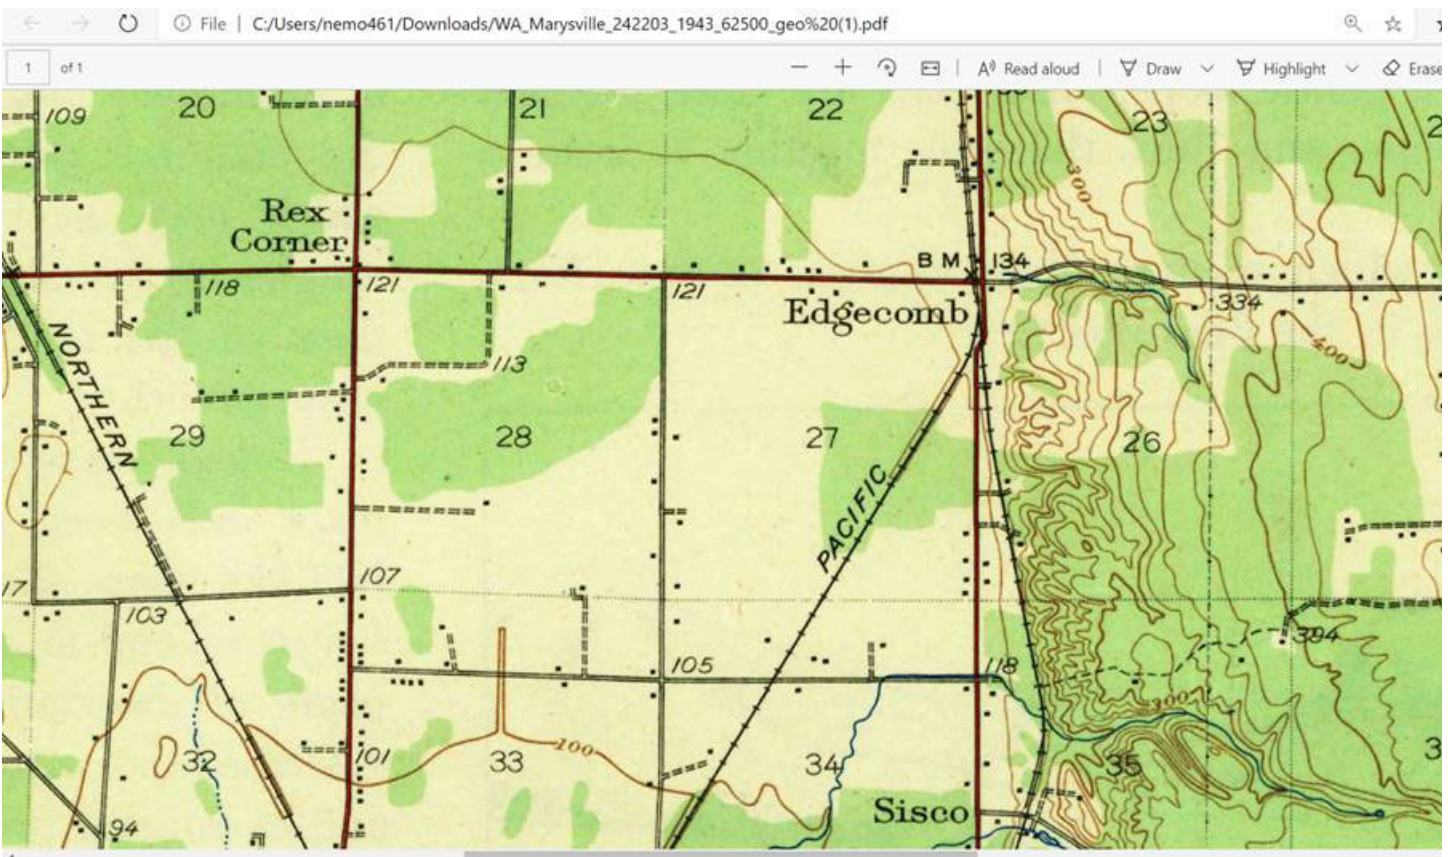 File | C:/Users/nemo461/Downloads/WA_Marysville_242203_1943_62500_geo%20(1).pdf
1 of 1
Read aloud Draw Highlight Erase
109 20 21 22 23
300
Rex
Corner
B M 134
118 121 121
Edgecomb
334
NORTHERN
400
113
29 28 27 26
PACIFIC
107
103
394
105 118
300
100
32 101 33 34 35
Sisco
94